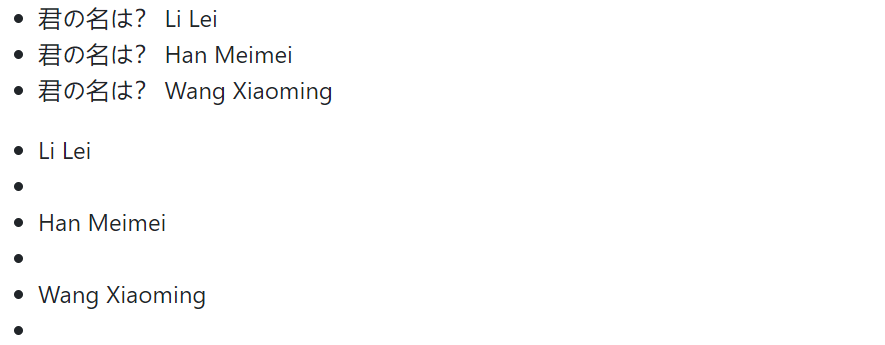 君の名は? Li Lei
君の名は? Han Meimei
君の名は? Wang Xiaoming
Li Lei
Han Meimei
Wang Xiaoming